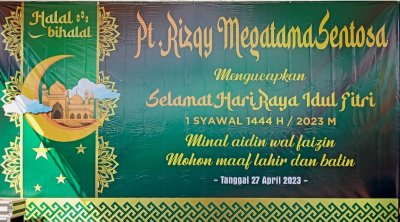 Halal
bihalal
Pt Rizqy Megatama Sentosa
Mengucapkan
Selamat Hari Raya Idul Fitri
1 SYAWAL 1444 H / 2023 M
Minal aidin wal faizin
Mohon maaf lahir dan batin
- Tanggal 27 April 2023 -